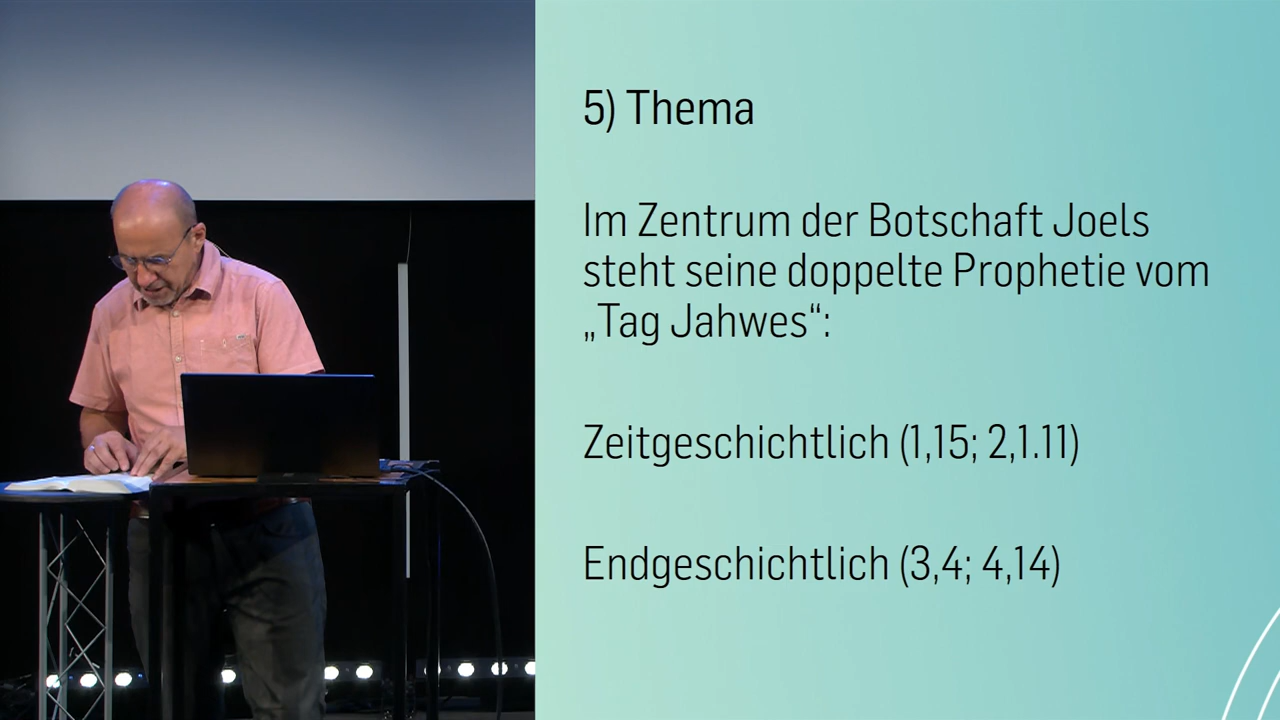 5) Thema
Im Zentrum der Botschaft Joels
steht seine doppelte Prophetie vom
„Tag Jahwes“:
Zeitgeschichtlich (1,15; 2,1.11)
Endgeschichtlich (3,4; 4,14)